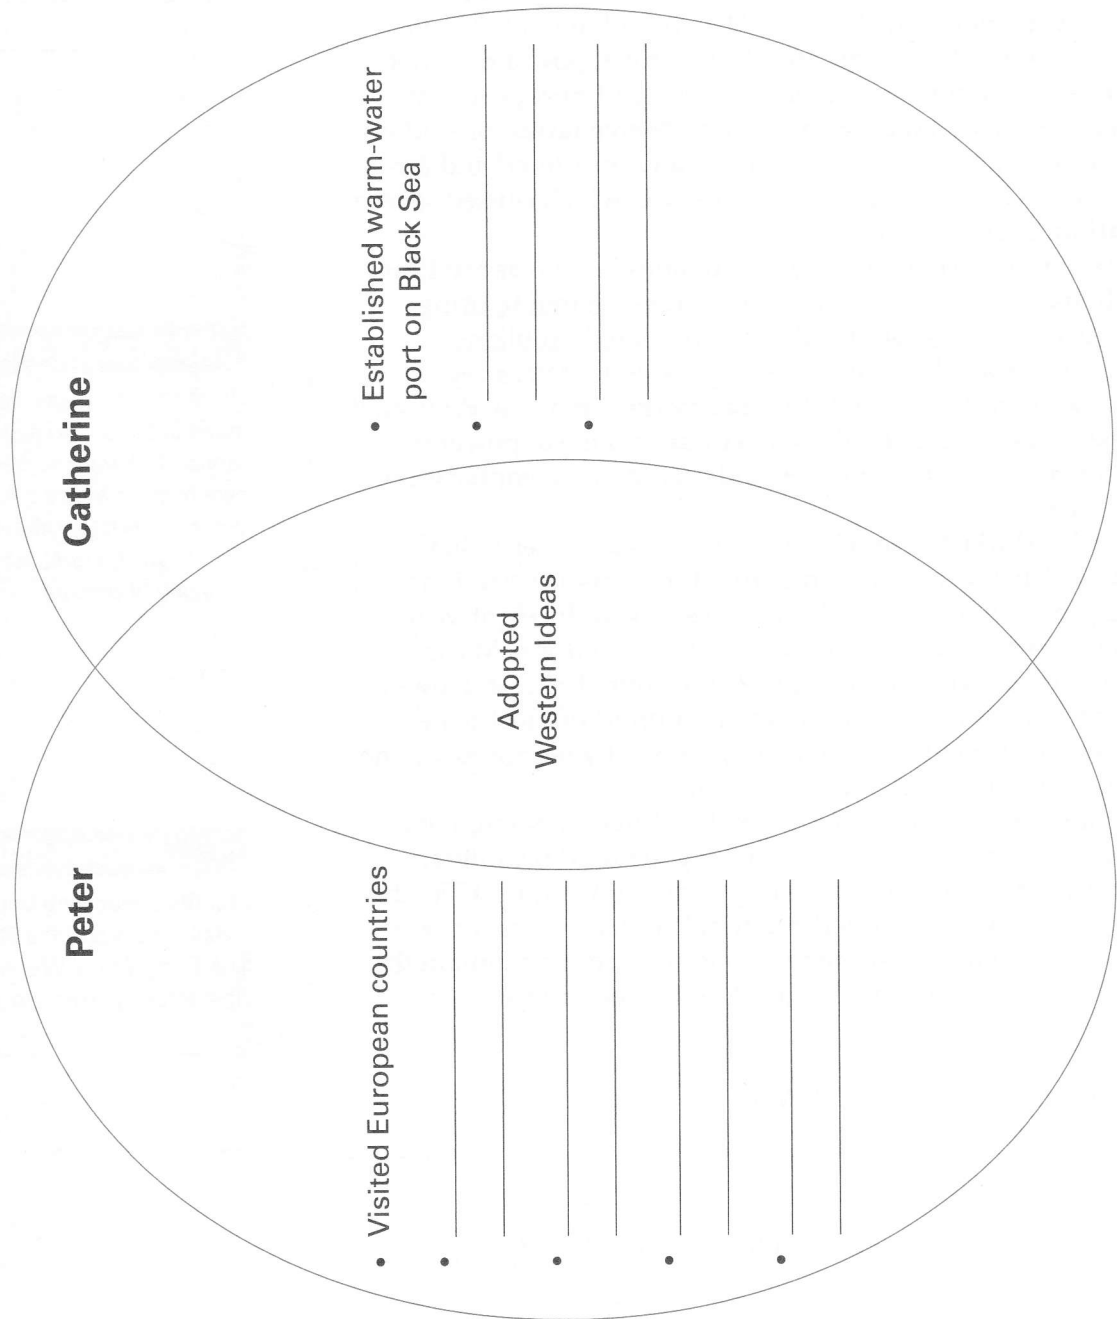 Peter
Catherine
• Visited European countries
•
•
•
•
Adopted
Western Ideas
• Established warm-water
port on Black Sea
•
•